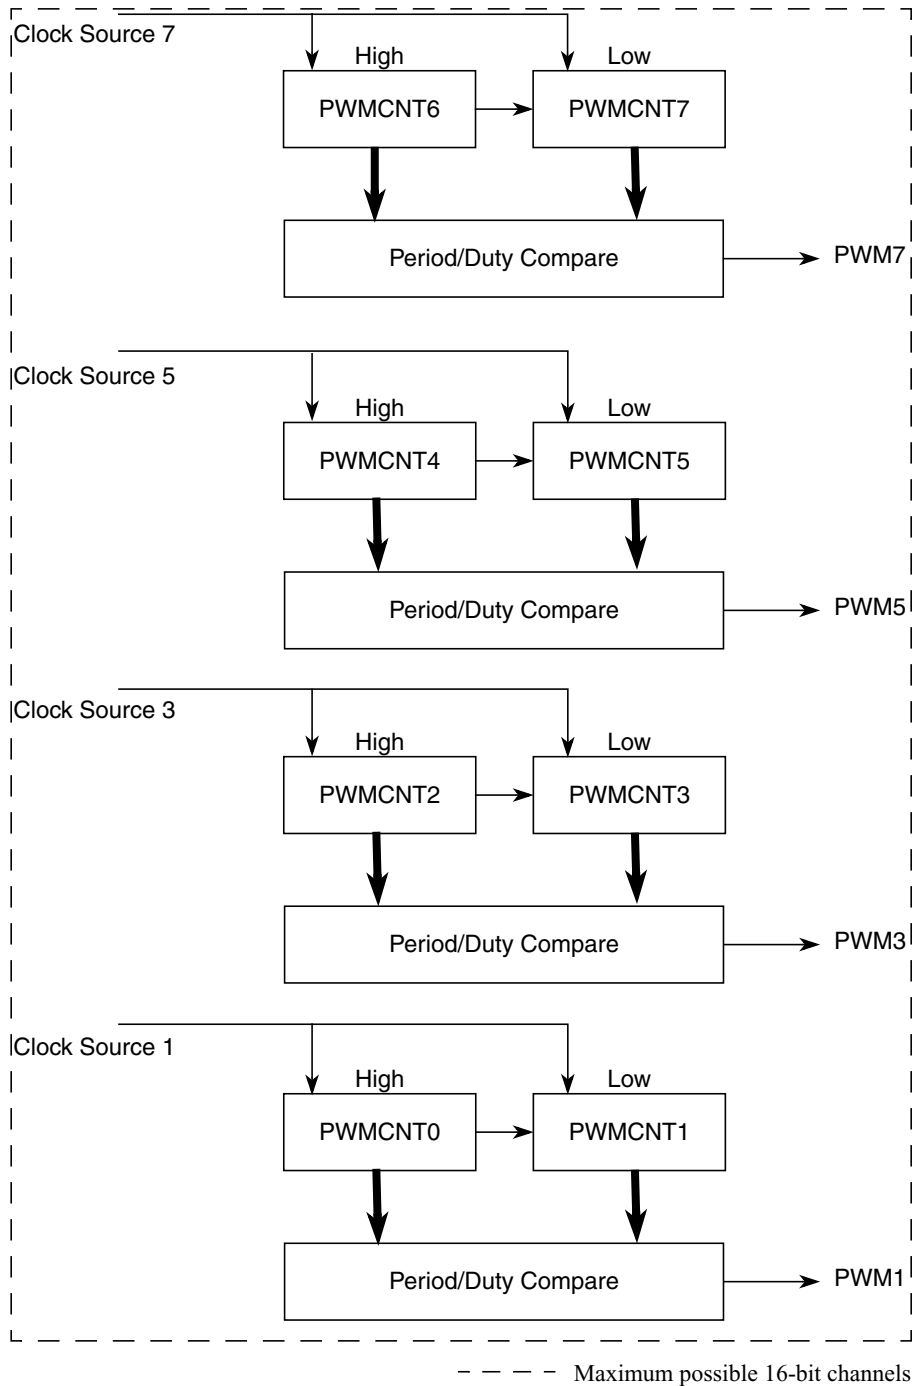 Clock Source 7
High
Low
PWMCNT6
PWMCNT7
Period/Duty Compare
PWM7
Clock Source 5
High
Low
PWMCNT4
PWMCNT5
Period/Duty Compare
PWM5
Clock Source 3
High
Low
PWMCNT2
PWMCNT3
Period/Duty Compare
PWM3
Clock Source 1
High
Low
PWMCNT0
PWMCNT1
Period/Duty Compare
PWM1
Maximum possible 16-bit channels